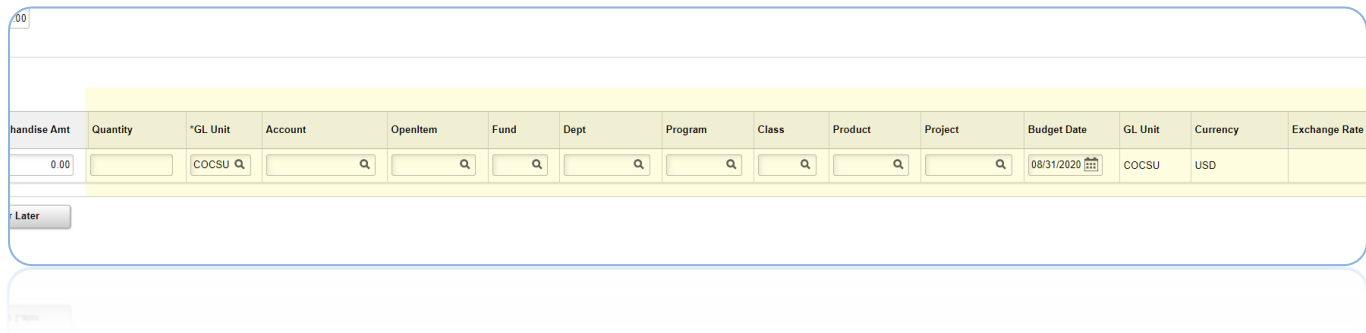 .00
handise Amt Quantity *GL Unit Account OpenItem Fund Dept Program Class Product Project Budget Date GL Unit Currency Exchange Rate
0.00 COCSU 08/31/2020 COCSU USD
r Later